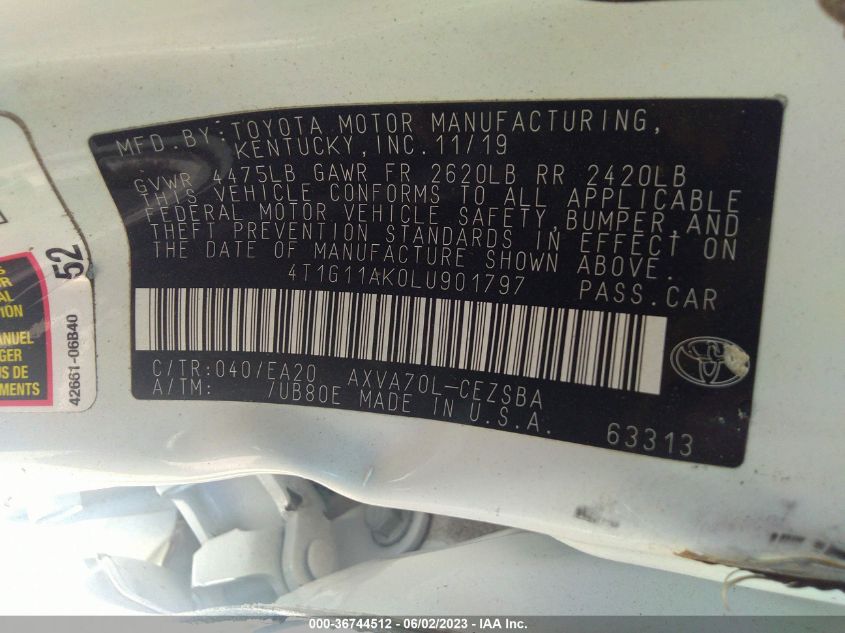 MFD.BY:TOYOTA MOTOR MANUFACTURING,
KENTUCKY,INC.11/19
GVWR 4475LB GAWR FR 2620LB RR 2420LB
THIS VEHICLE CONFORMS TO ALL APPLICABLE
FEDERAL MOTOR VEHICLE SAFETY,BUMPER,AND
THEFT PREVENTION STANDARDS IN EFFECT ON
THE DATE OF MANUFACTURE SHOWN ABOVE.
4T1G11AK0LU901797 PASS.CAR
C/TR:040/EA20 AXVA70L-CEZSBA
A/TM: /UB80E MADE IN U.S.A.
63313
52
42661-06B40
000-36744512 - 06/02/2023 - IAAI Inc.